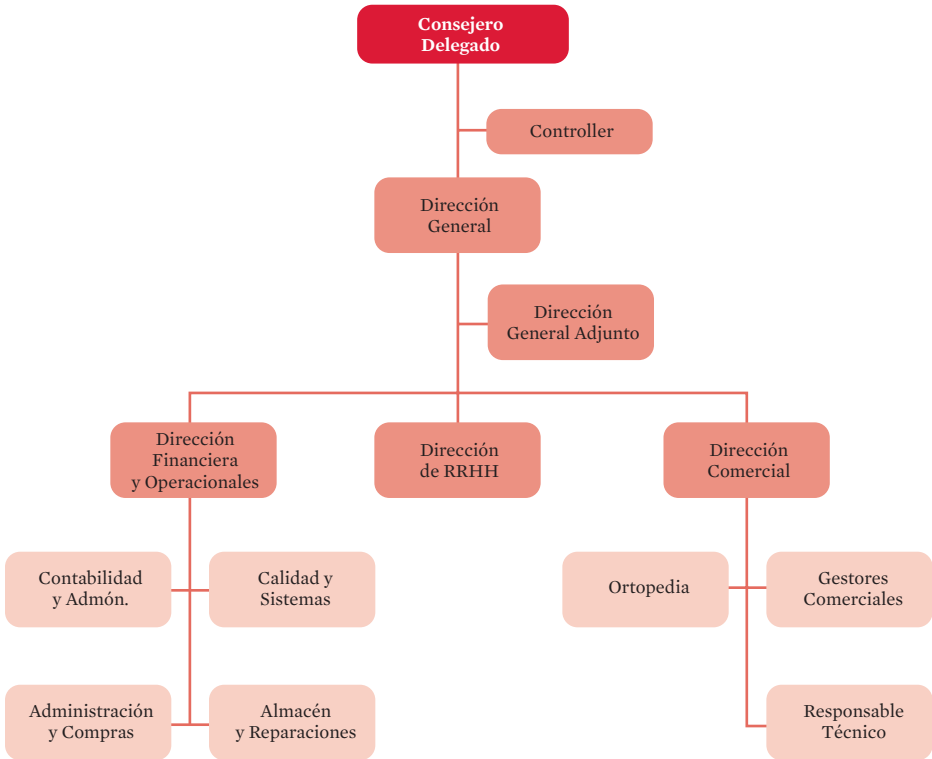 Consejero
Delegado
Controller
Dirección
General
Dirección
General Adjunto
Dirección
Financiera
y Operacionales
Dirección
de RRHH
Dirección
Comercial
Contabilidad
y Admón.
Calidad y
Sistemas
Ortopedia
Gestores
Comerciales
Administración
y Compras
Almacén
y Reparaciones
Responsable
Técnico